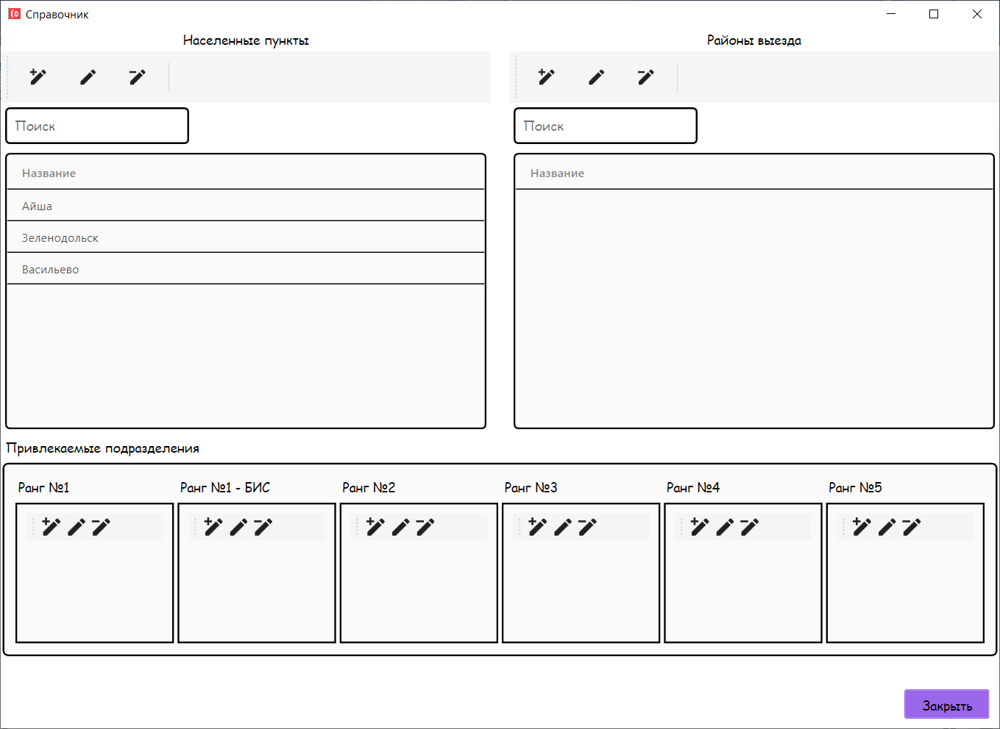 Справочник
Населенные пункты
Районы выезда
Поиск
Поиск
Название
Айша
Зеленодольск
Васильево
Название
Привлекаемые подразделения
Ранг №1
Ранг №1 - БИС
Ранг №2
Ранг №3
Ранг №4
Ранг №5
Закрыть